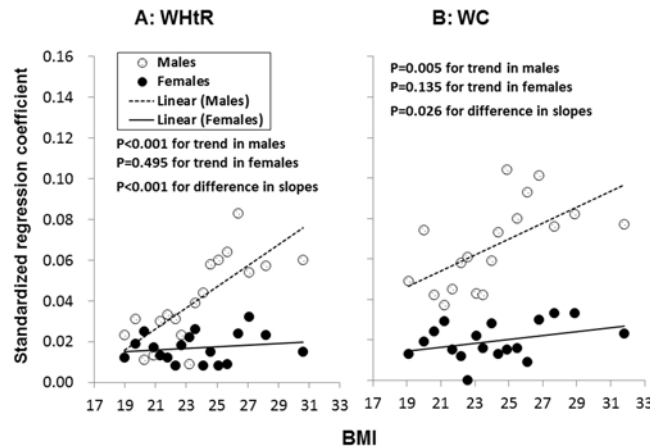 A: WHtR
B: WC
Standardized regression coefficient
0.16
0.14
0.12
0.10
0.08
0.06
0.04
0.02
0.00
Males
Females
Linear (Males)
Linear (Females)
P<0.001 for trend in males
P=0.495 for trend in females
P<0.001 for difference in slopes
17 19 21 23 25 27 29 31 33
P=0.005 for trend in males
P=0.135 for trend in females
P=0.026 for difference in slopes
17 19 21 23 25 27 29 31 33
BMI